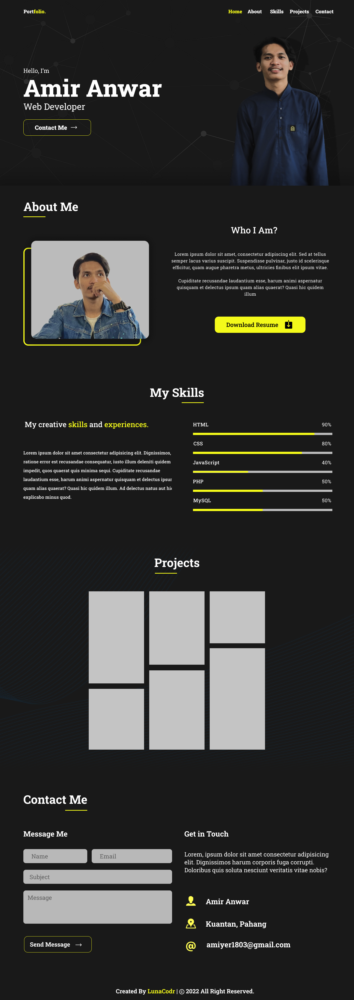 Portfolio.
Home About Skills Projects Contact
Hello, I'm
Amir Anwar
Web Developer
Contact Me →
About Me
Who I Am?
Lorem ipsum dolor sit amet, consectetur adipiscing elit. Sed at tellus
semper lacus varius suscipit. Suspendisse pulvinar, justo id scelerisque
efficitur, quam augue pharetra metus, ultricies finibus elit ipsum vitae.
Cupiditate recusandae laudantium esse, harum animi aspernatur
quisquam et delectus ipsum quam alias quaerat? Quasi hic quidem
illum
Download Resume
My Skills
My creative skills and experiences.
Lorem ipsum dolor sit amet consectetur adipisicing elit. Dignissimos,
ratione error est recusandae consequatur, iusto illum deleniti quidem
impedit, quos quaerat quis minima sequi. Cupiditate recusandae
laudantium esse, harum animi aspernatur quisquam et delectus ipsu
quam alias quaerat? Quasi hic quidem illum. Ad delectus natus aut hi
explicabo minus quod.
HTML 90%
CSS 80%
JavaScript 40%
PHP 50%
MySQL 50%
Projects
Contact Me
Message Me
Name Email
Subject
Message
Send Message →
Get in Touch
Lorem, ipsum dolor sit amet consectetur adipisicing
elit. Dignissimos harum corporis fuga corrupti.
Doloribus quis soluta nesciunt veritatis vitae nobis?
Amir Anwar
Kuantan, Pahang
@ amiyer1803@gmail.com
Created By LunaCodr | © 2022 All Right Reserved.